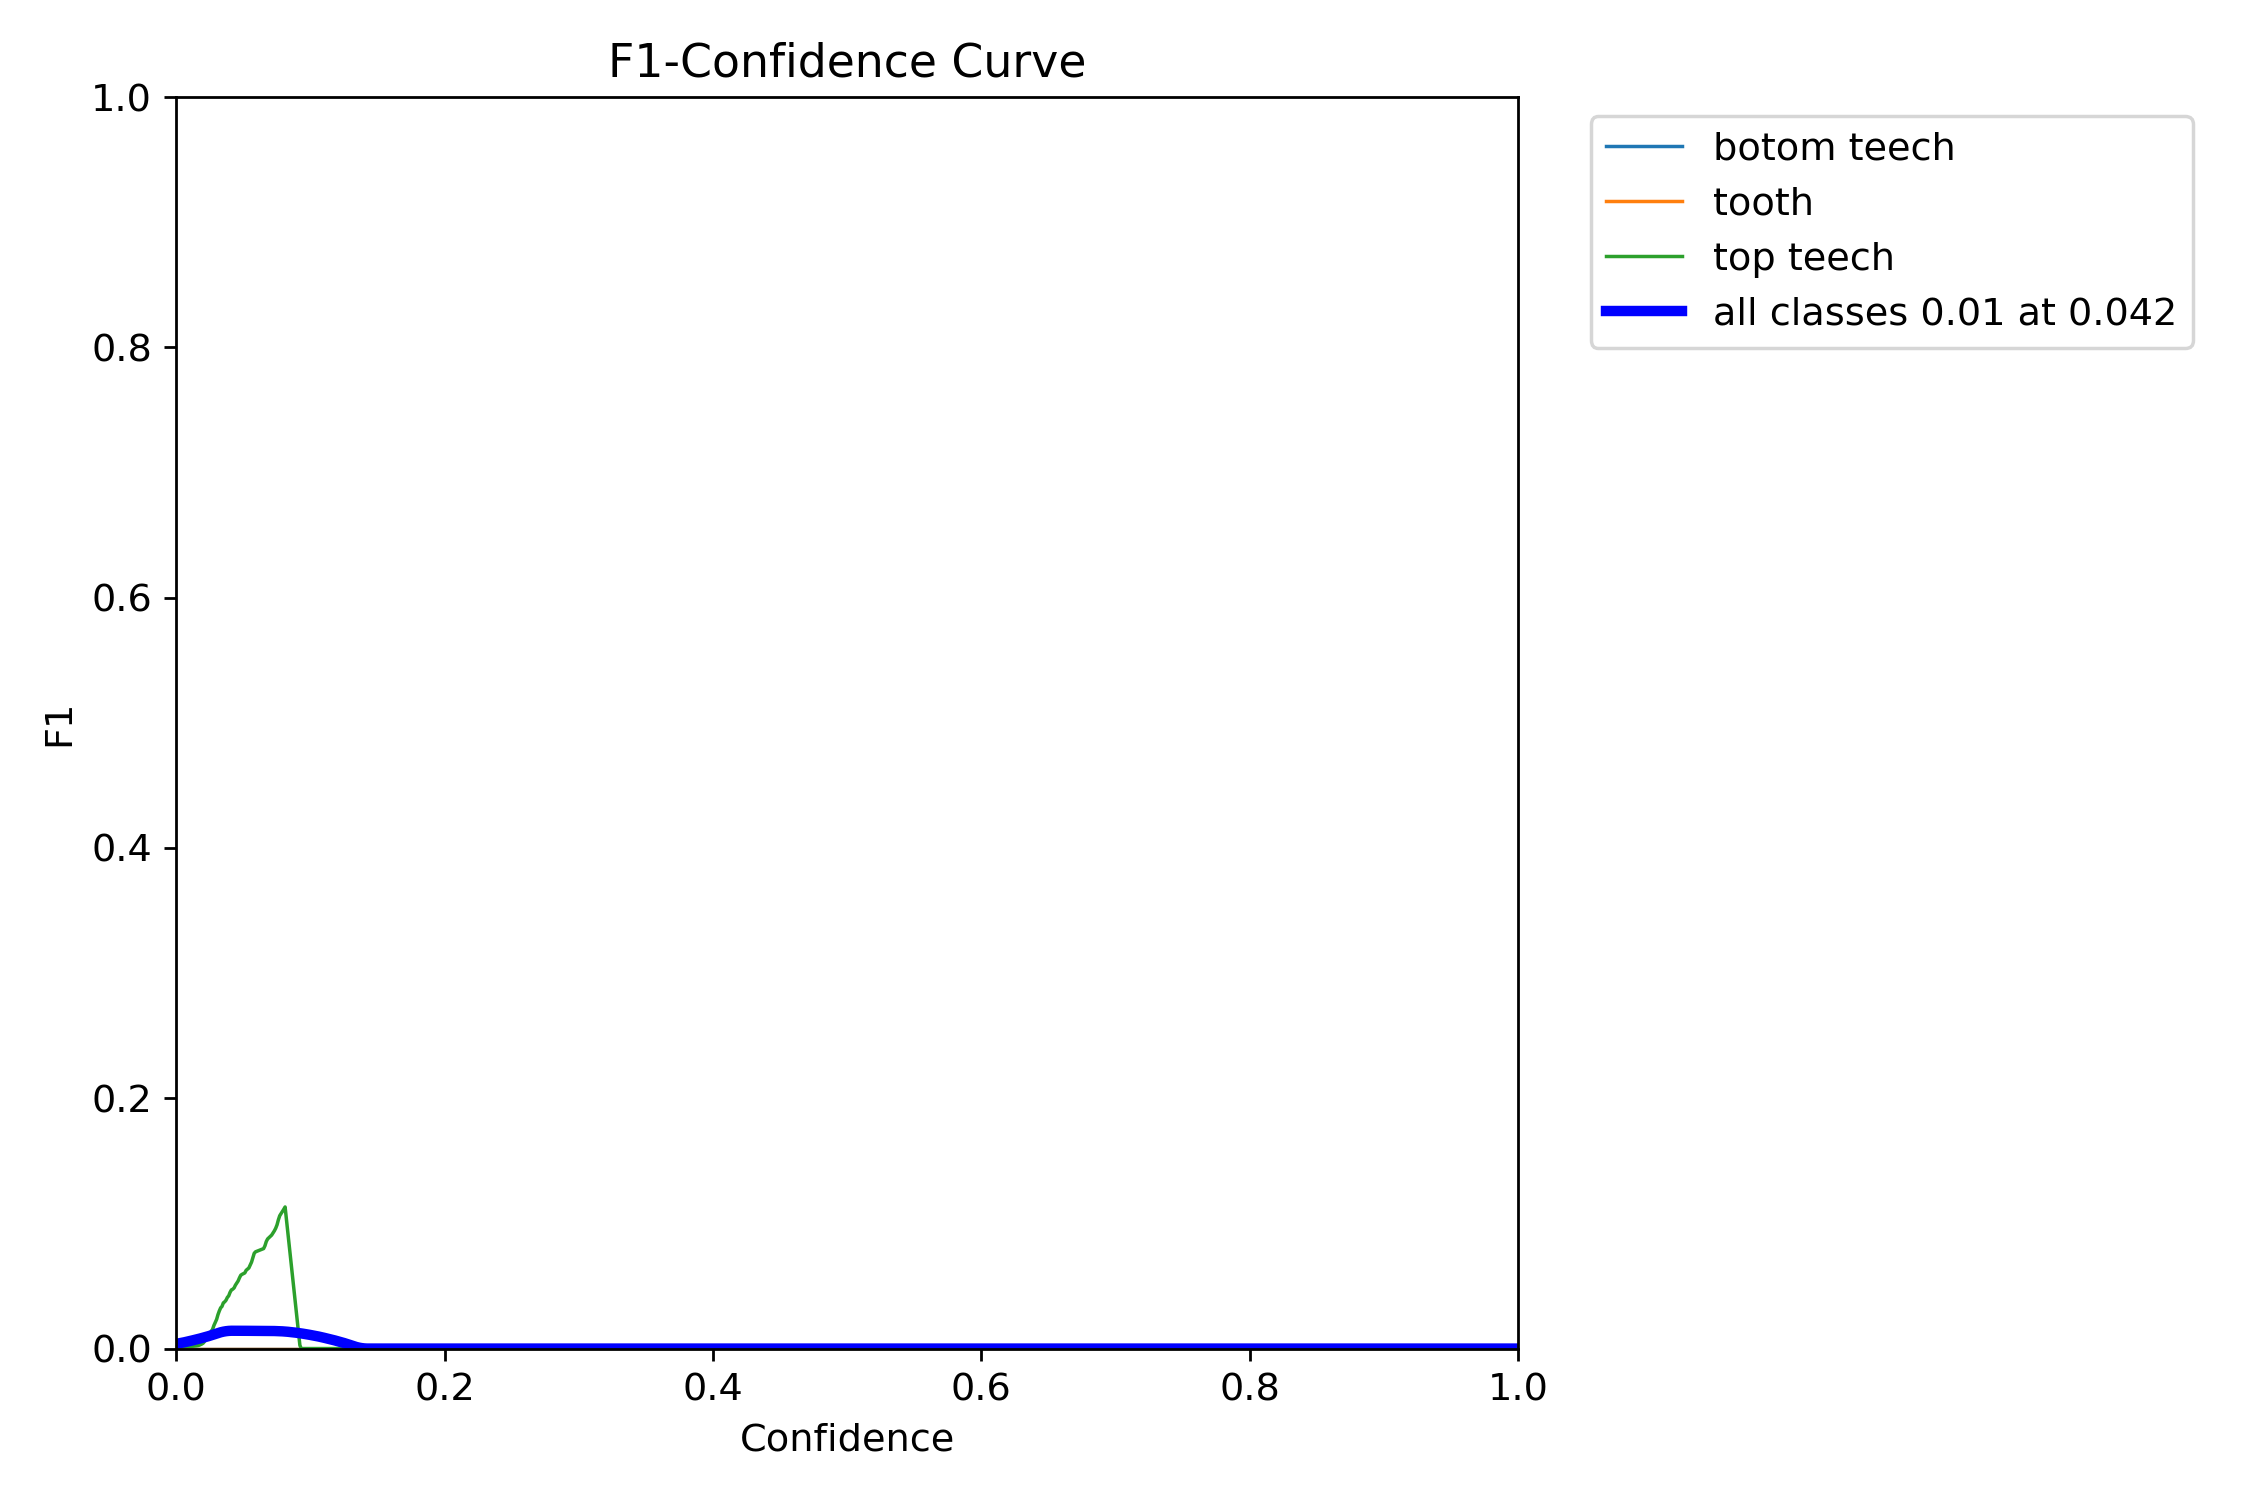 F1-Confidence Curve
1.0
0.8
0.6
0.4
0.2
0.0
F1
0.0 0.2 0.4 0.6 0.8 1.0
Confidence
botom teech
tooth
top teech
all classes 0.01 at 0.042